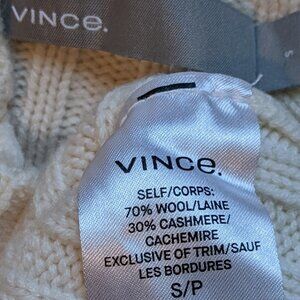 VINCE.
S
VINCE.
SELF/CORPS:
70% WOOL/LAINE
30% CASHMERE/
CACHEMIRE
EXCLUSIVE OF TRIM/SAUF
LES BORDURES
S/P